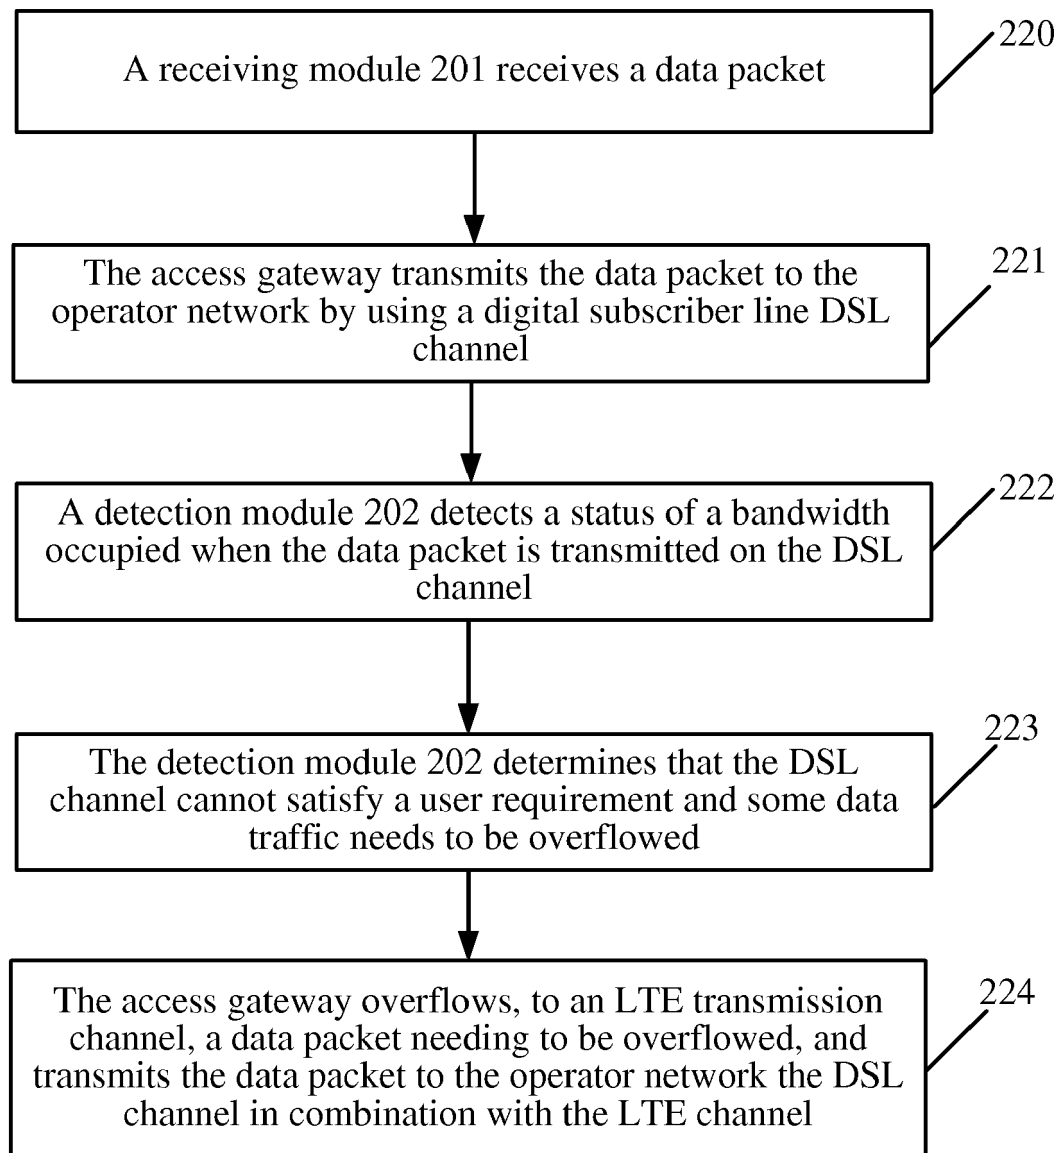 A receiving module 201 receives a data packet
220
The access gateway transmits the data packet to the
operator network by using a digital subscriber line DSL
channel
221
A detection module 202 detects a status of a bandwidth
occupied when the data packet is transmitted on the DSL
channel
222
The detection module 202 determines that the DSL
channel cannot satisfy a user requirement and some data
traffic needs to be overflowed
223
The access gateway overflows, to an LTE transmission
channel, a data packet needing to be overflowed, and
transmits the data packet to the operator network the DSL
channel in combination with the LTE channel
224